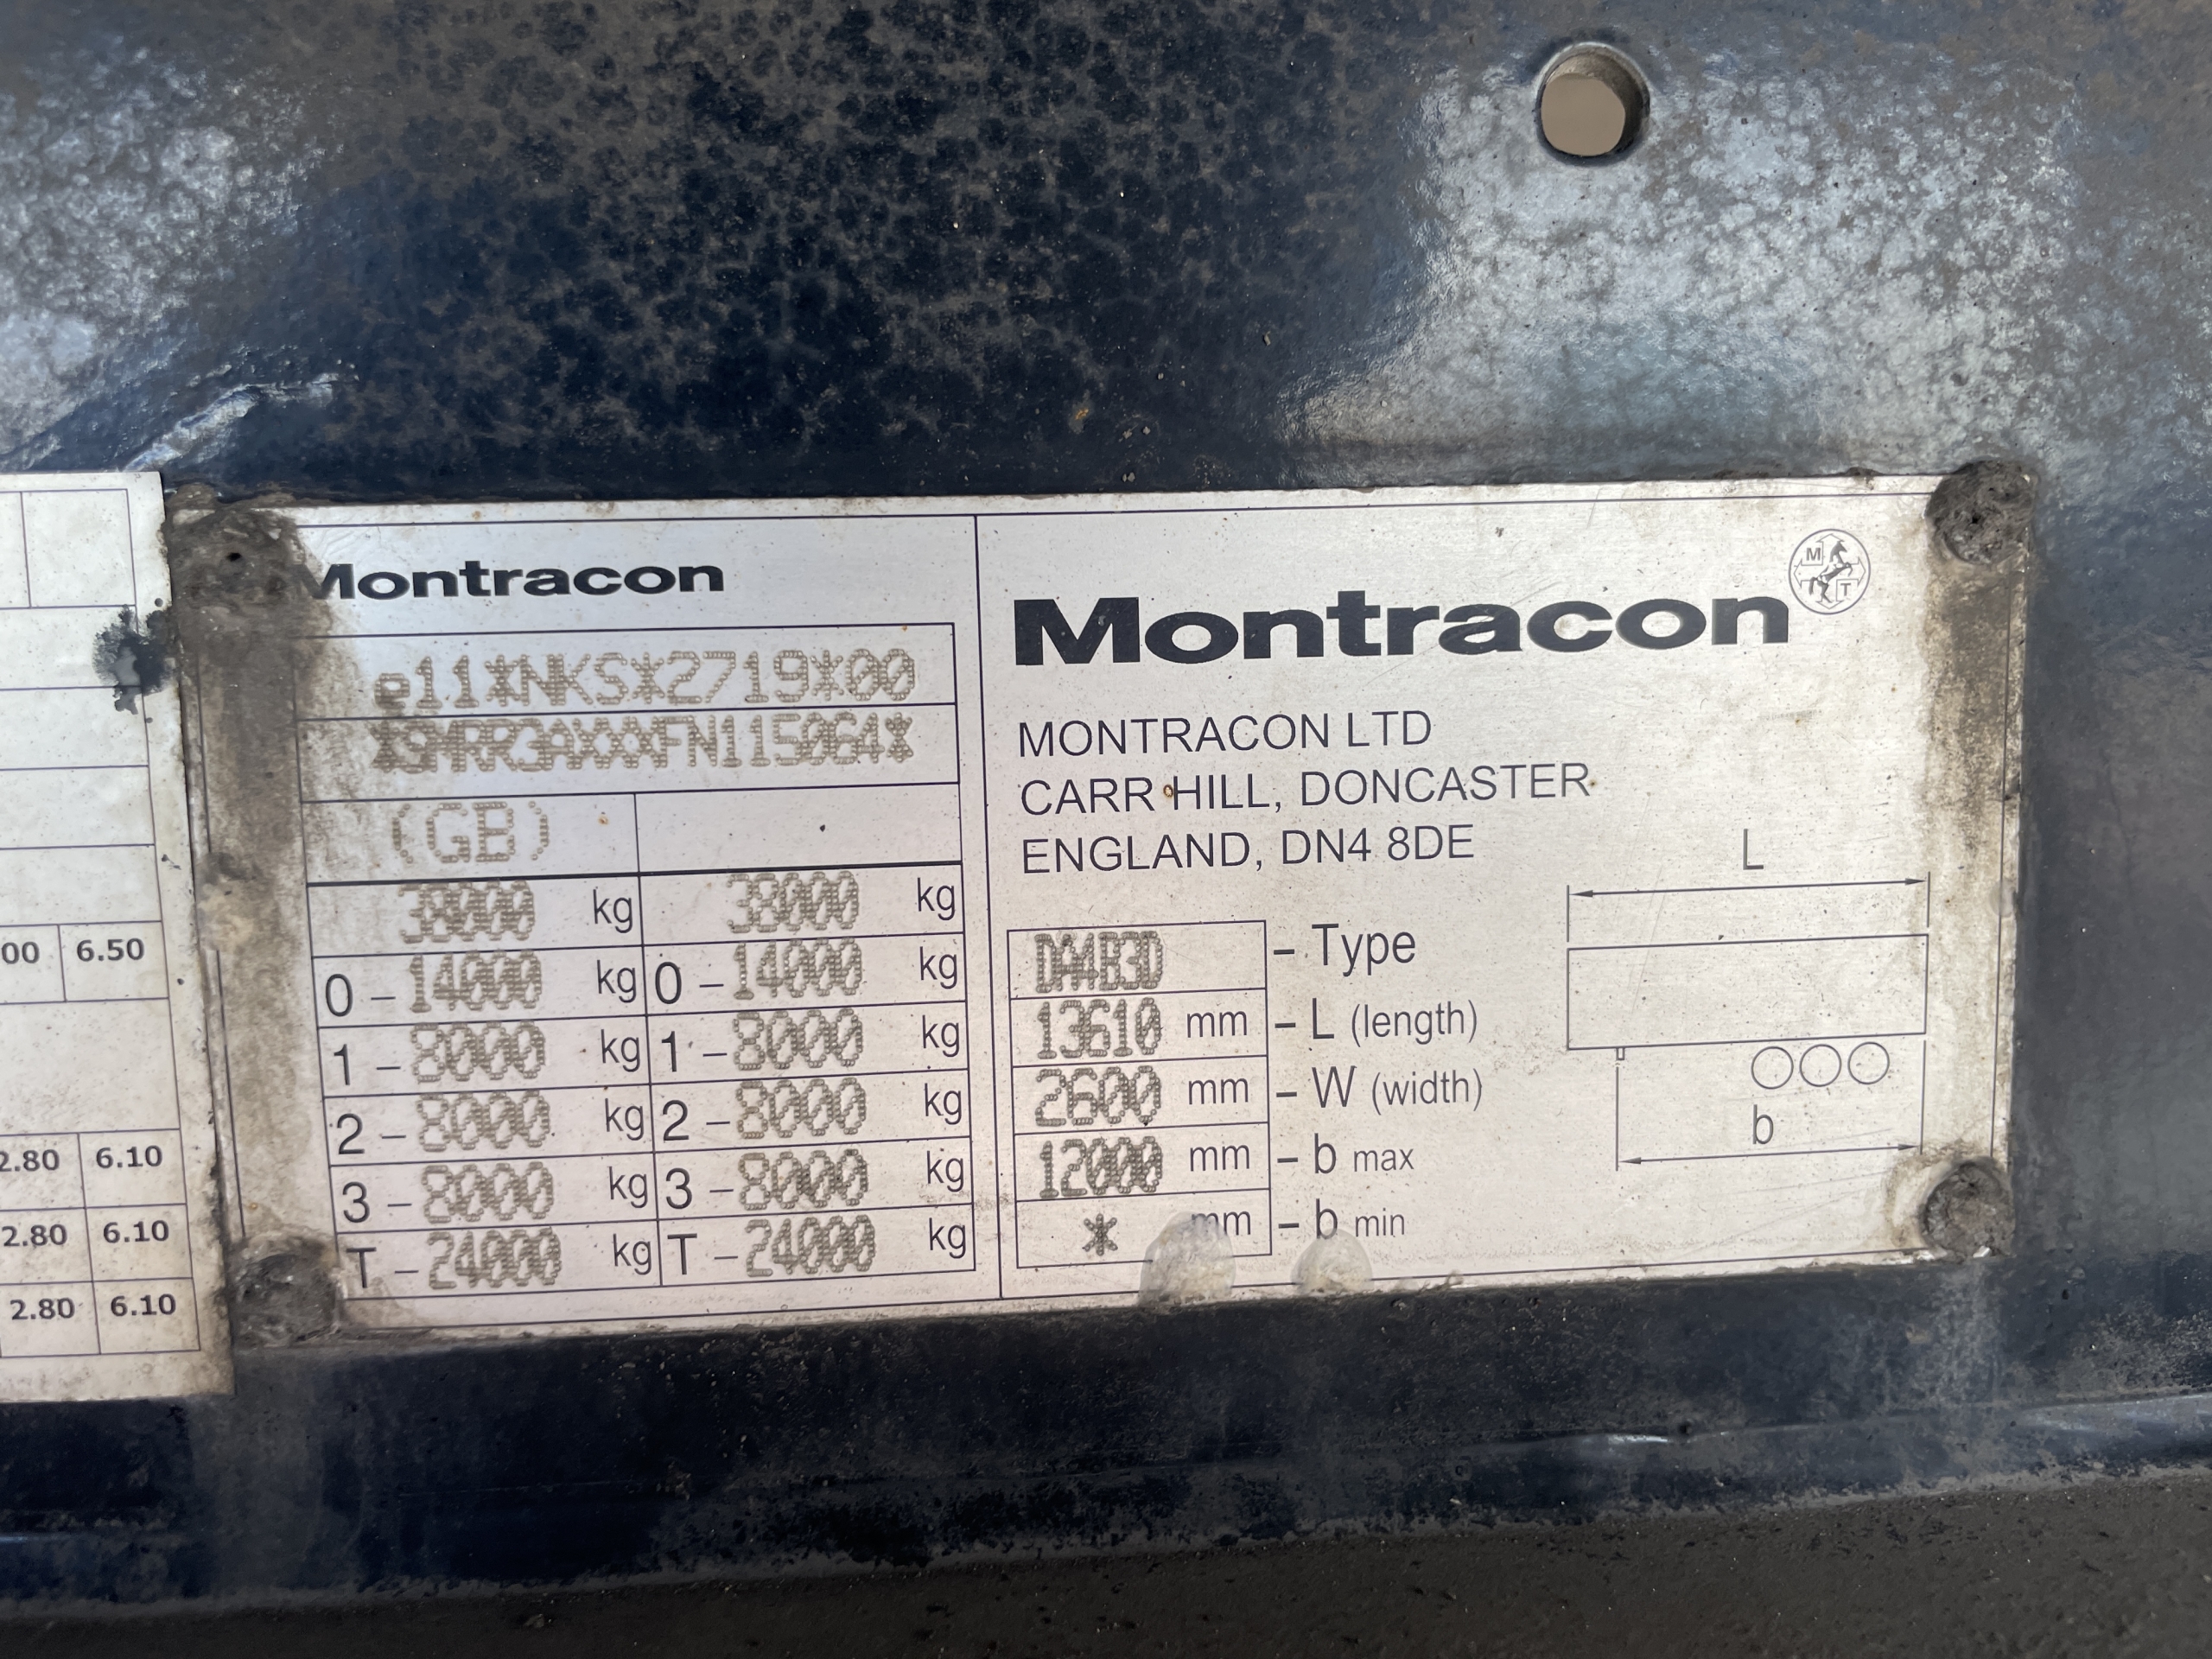 Montracon
e11*NKS*2719*00
*SMRR3AXXXFN115064*
(GB)
38000 kg 38000 kg
0 - 14000 kg 0 - 14000 kg
1 - 8000 kg 1 - 8000 kg
2 - 8000 kg 2 - 8000 kg
3 - 8000 kg 3 - 8000 kg
T - 24000 kg T - 24000 kg
Montracon
M
T
MONTRACON LTD
CARR HILL, DONCASTER
ENGLAND, DN4 8DE
DA4B3D - Type
13610 mm - L (length)
2600 mm - W (width)
12000 mm - b max
* mm - b min
L
b
00 6.50
2.80 6.10
2.80 6.10
2.80 6.10